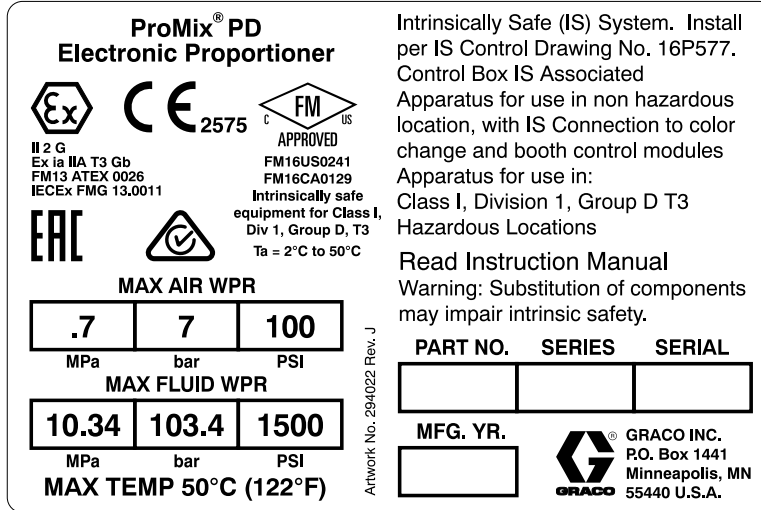 ProMix® PD
Electronic Proportioner
Ex
CE 2575
FM
C US
APPROVED
II 2 G
Ex ia IIA T3 Gb
FM13 ATEX 0026
IECEx FMG 13.0011
FM16US0241
FM16CA0129
Intrinsically safe
equipment for Class I,
Div 1, Group D, T3
Ta = 2°C to 50°C
EAC
MAX AIR WPR
.7 7 100
MPa bar PSI
MAX FLUID WPR
10.34 103.4 1500
MPa bar PSI
MAX TEMP 50°C (122°F)
Artwork No. 294022 Rev. J
Intrinsically Safe (IS) System. Install
per IS Control Drawing No. 16P577.
Control Box IS Associated
Apparatus for use in non hazardous
location, with IS Connection to color
change and booth control modules
Apparatus for use in:
Class I, Division 1, Group D T3
Hazardous Locations
Read Instruction Manual
Warning: Substitution of components
may impair intrinsic safety.
PART NO. SERIES SERIAL
MFG. YR.
G
®
GRACO
GRACO INC.
P.O. Box 1441
Minneapolis, MN
55440 U.S.A.